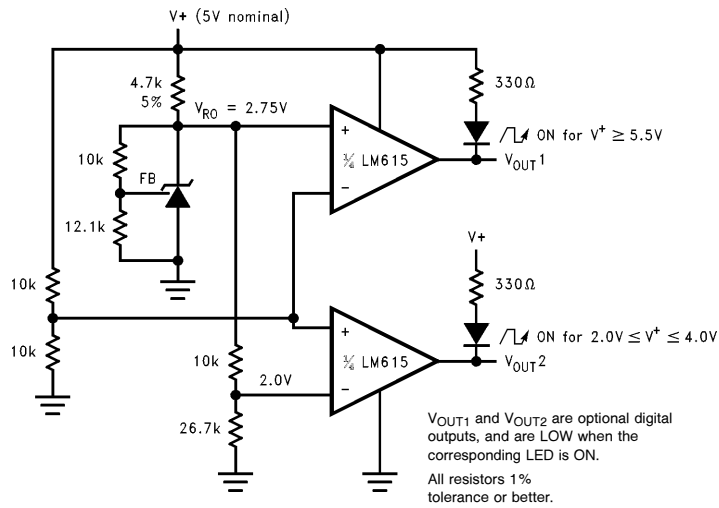 V+ (5V nominal)
4.7k
5%
V_RO = 2.75V
330Ω
10k
FB
12.1k
+
¼ LM615
−
ON for V⁺ ≥ 5.5V
V_OUT1
V+
330Ω
10k
10k
10k
2.0V
26.7k
+
¼ LM615
−
ON for 2.0V ≤ V⁺ ≤ 4.0V
V_OUT2
V_OUT1 and V_OUT2 are optional digital
outputs, and are LOW when the
corresponding LED is ON.
All resistors 1%
tolerance or better.